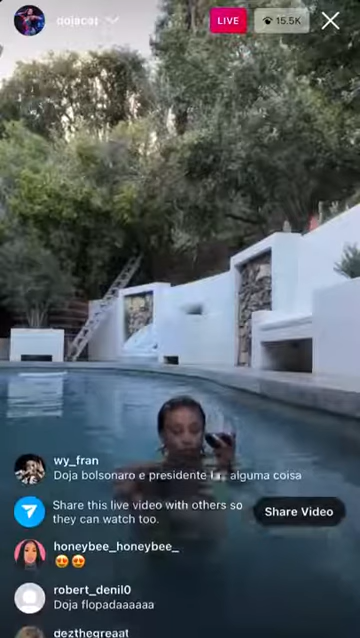 dojacat
LIVE
15.5K
wy_fran
Doja bolsonaro e presidente alguma coisa
Share this live video with others so
they can watch too.
Share Video
honeybee_honeybee_
robert_denil0
Doja flopadaaaaaa
dezthegreaat